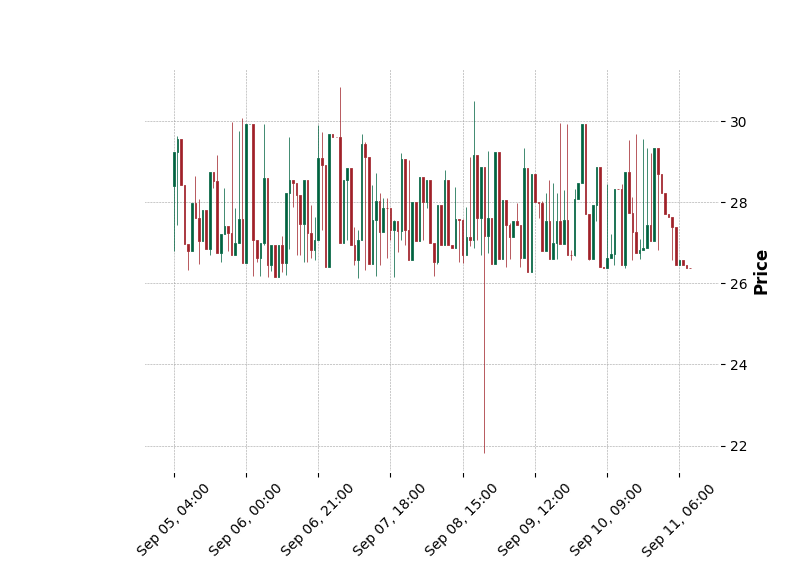 30
28
26
24
22
Price
Sep 05, 04:00
Sep 06, 00:00
Sep 06, 21:00
Sep 07, 18:00
Sep 08, 15:00
Sep 09, 12:00
Sep 10, 09:00
Sep 11, 06:00